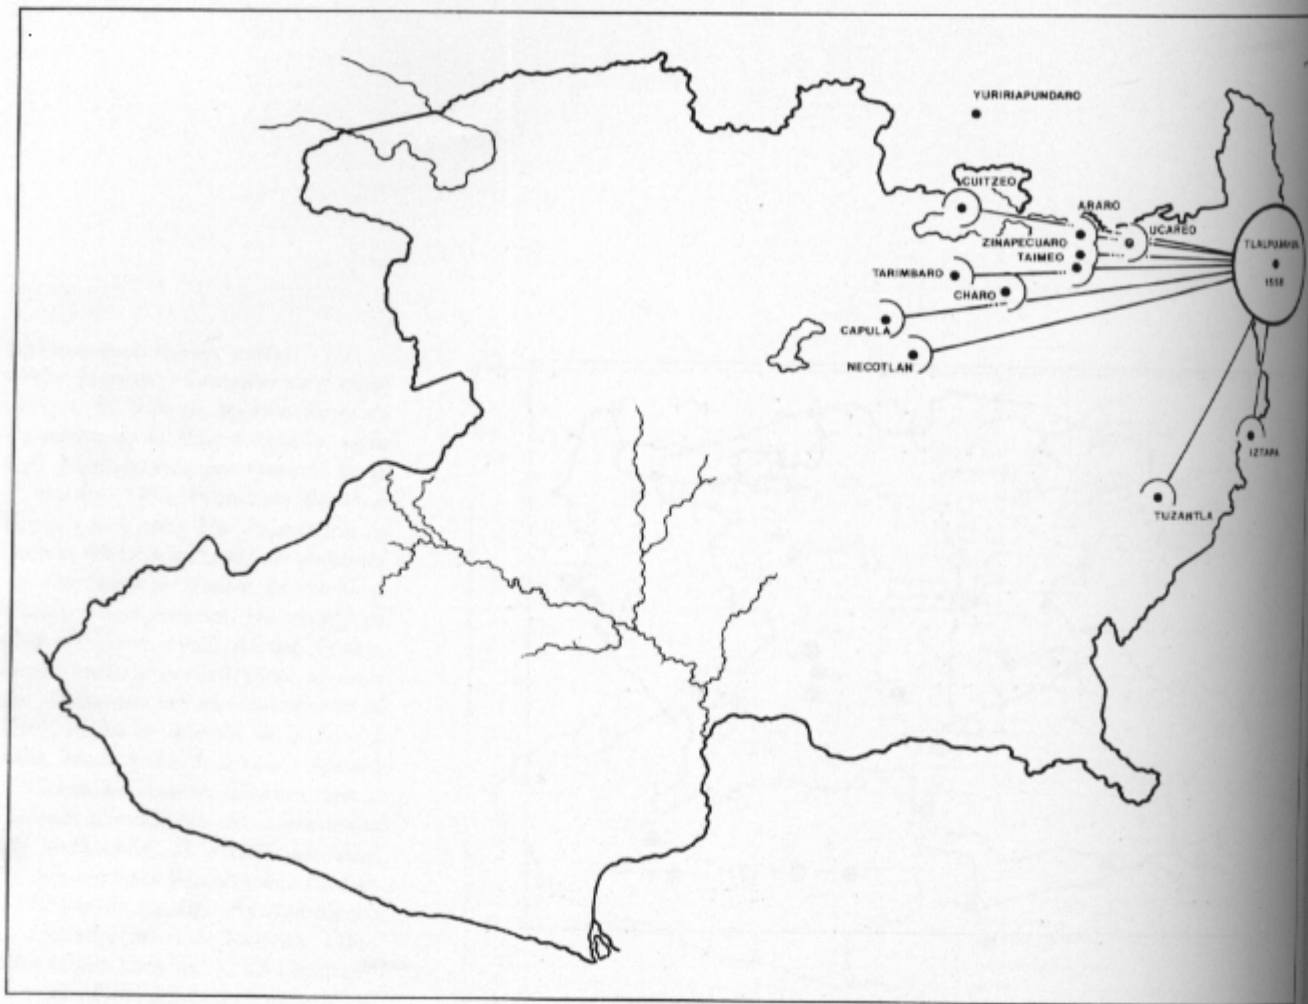 YURIRIAPUNDARO
CUITZEO
ARARO
UCAREO
ZINAPECUARO
TAIMEO
TLALPUJAHUA
1558
TARIMBARO
CHARO
CAPULA
NECOTLAN
IZTAPA
TUZANTLA